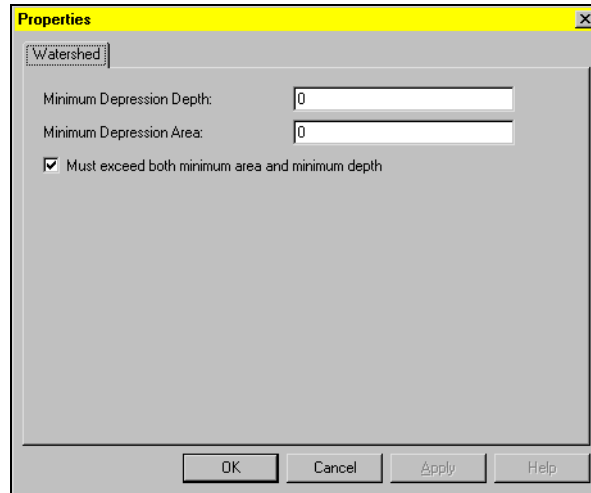 Properties
Watershed
Minimum Depression Depth: 0
Minimum Depression Area: 0
Must exceed both minimum area and minimum depth
OK Cancel Apply Help